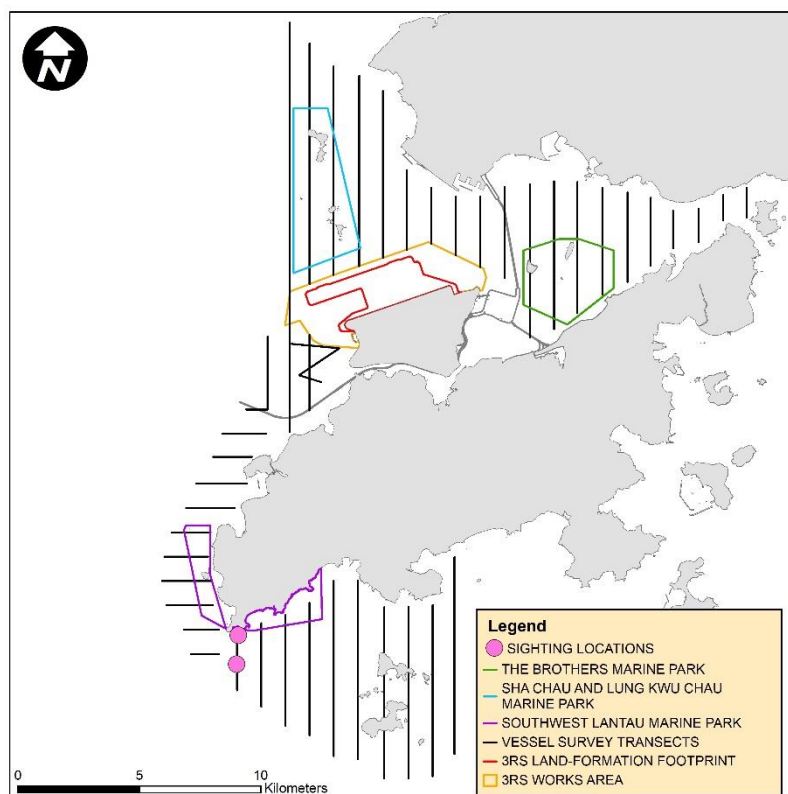 N
Legend
SIGHTING LOCATIONS
THE BROTHERS MARINE PARK
SHA CHAU AND LUNG KWU CHAU
MARINE PARK
SOUTHWEST LANTAU MARINE PARK
VESSEL SURVEY TRANSECTS
3RS LAND-FORMATION FOOTPRINT
3RS WORKS AREA
0 5 10
Kilometers